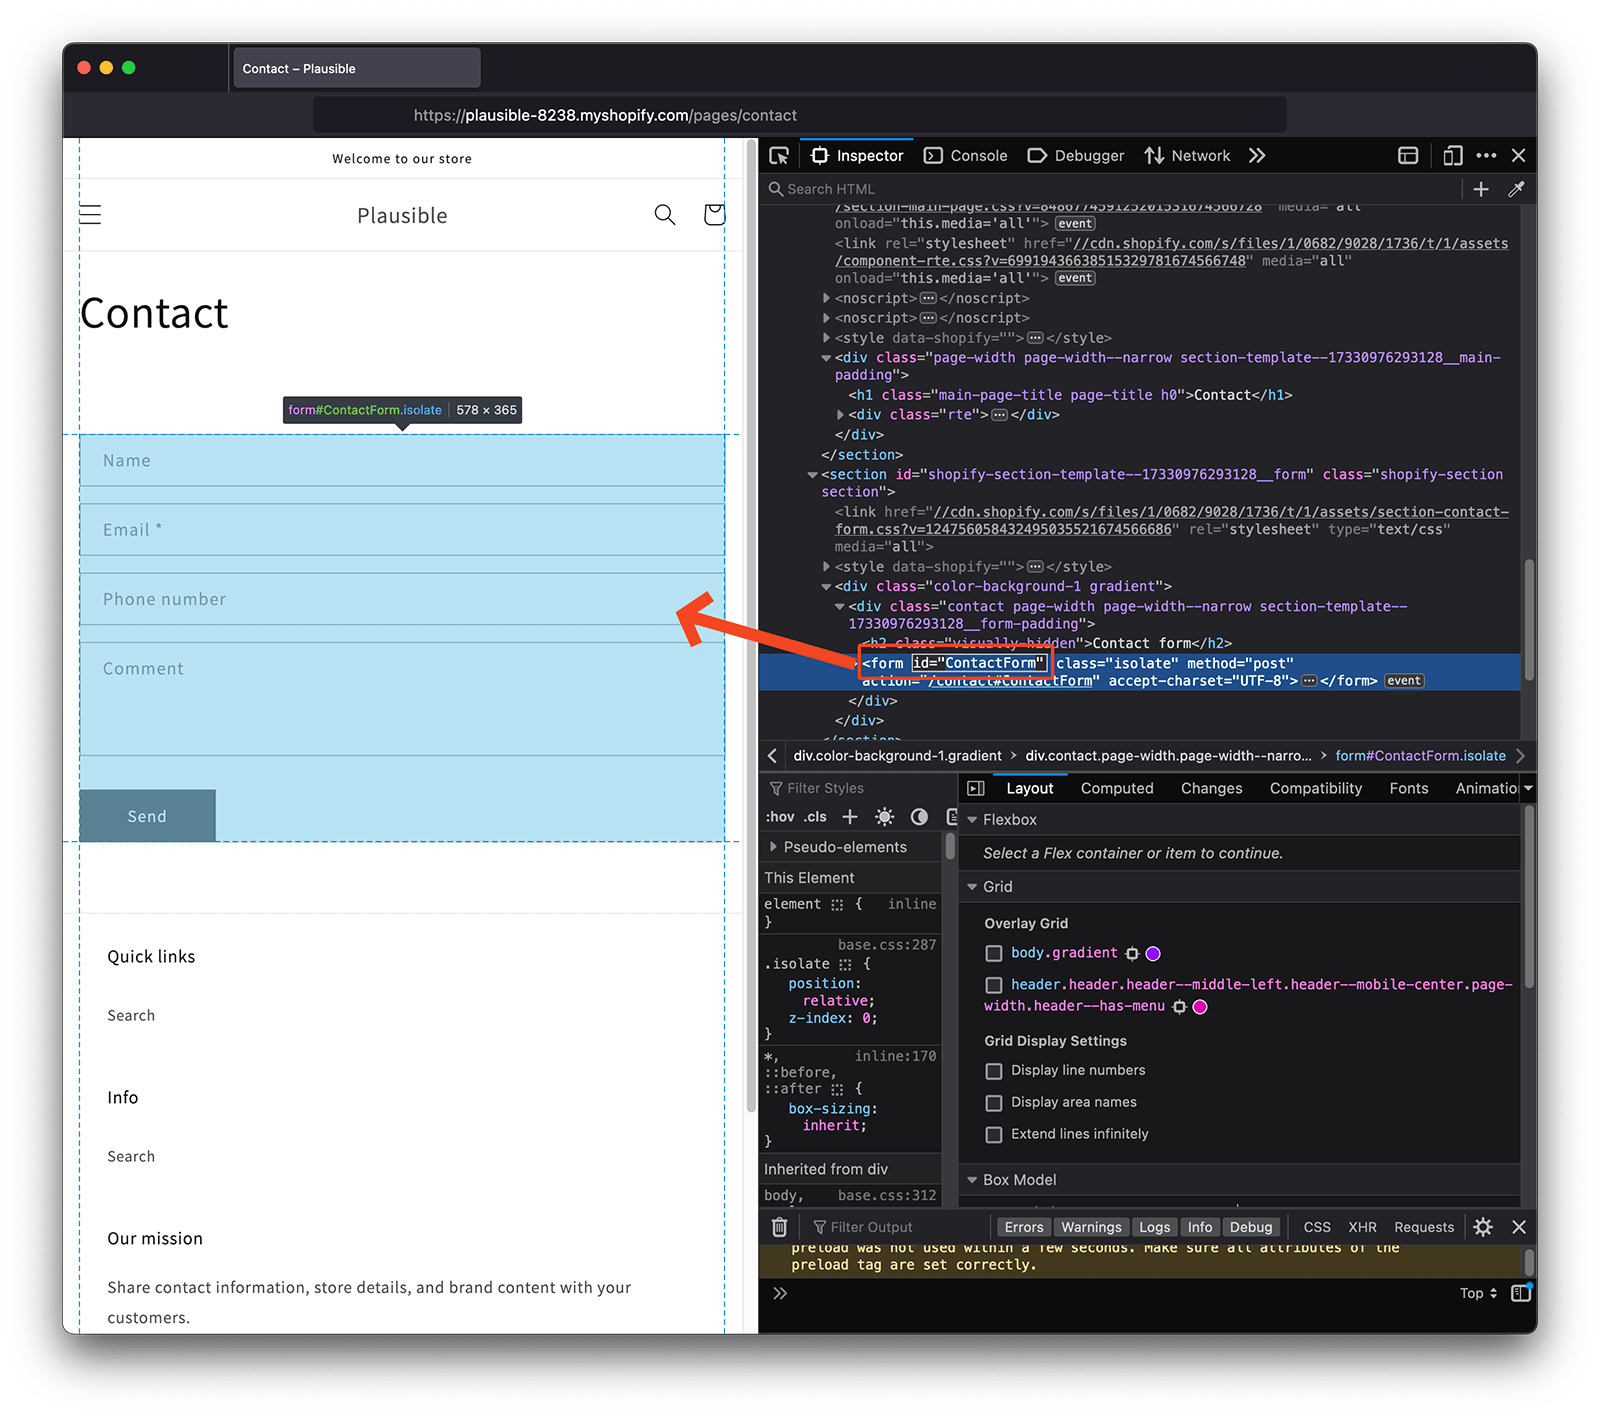 Contact – Plausible
https://plausible-8238.myshopify.com/pages/contact
Welcome to our store
Plausible
Contact
form#ContactForm.isolate 578 × 365
Name
Email *
Phone number
Comment
Send
Quick links
Search
Info
Search
Our mission
Share contact information, store details, and brand content with your
customers.
Inspector Console Debugger Network
Search HTML
onload="this.media='all'"> event
<link rel="stylesheet" href="//cdn.shopify.com/s/files/1/0682/9028/1736/t/1/assets
/component-rte.css?v=69919436638515329781674566748" media="all"
onload="this.media='all'"> event
<noscript>···</noscript>
<noscript>···</noscript>
<style data-shopify="">···</style>
<div class="page-width page-width--narrow section-template--17330976293128__main-
padding">
<h1 class="main-page-title page-title h0">Contact</h1>
<div class="rte">···</div>
</div>
</section>
<section id="shopify-section-template--17330976293128__form" class="shopify-section
section">
<link href="//cdn.shopify.com/s/files/1/0682/9028/1736/t/1/assets/section-contact-
form.css?v=124756058432495035521674566686" rel="stylesheet" type="text/css"
media="all">
<style data-shopify="">···</style>
<div class="color-background-1 gradient">
<div class="contact page-width page-width--narrow section-template--
17330976293128__form-padding">
<h2 class="visually-hidden">Contact form</h2>
<form id="ContactForm" class="isolate" method="post"
action="/contact#ContactForm" accept-charset="UTF-8">···</form> event
</div>
</div>
</section>
div.color-background-1.gradient > div.contact.page-width.page-width--narro... > form#ContactForm.isolate
Filter Styles
:hov .cls +
Pseudo-elements
This Element
element { inline
}
base.css:287
.isolate {
position:
relative;
z-index: 0;
}
*, inline:170
::before,
::after {
box-sizing:
inherit;
}
Inherited from div
body, base.css:312
Layout Computed Changes Compatibility Fonts Animatio
Flexbox
Select a Flex container or item to continue.
Grid
Overlay Grid
body.gradient
header.header.header--middle-left.header--mobile-center.page-
width.header--has-menu
Grid Display Settings
Display line numbers
Display area names
Extend lines infinitely
Box Model
Filter Output Errors Warnings Logs Info Debug CSS XHR Requests
preload was not used within a few seconds. Make sure all attributes of the
preload tag are set correctly.
Top